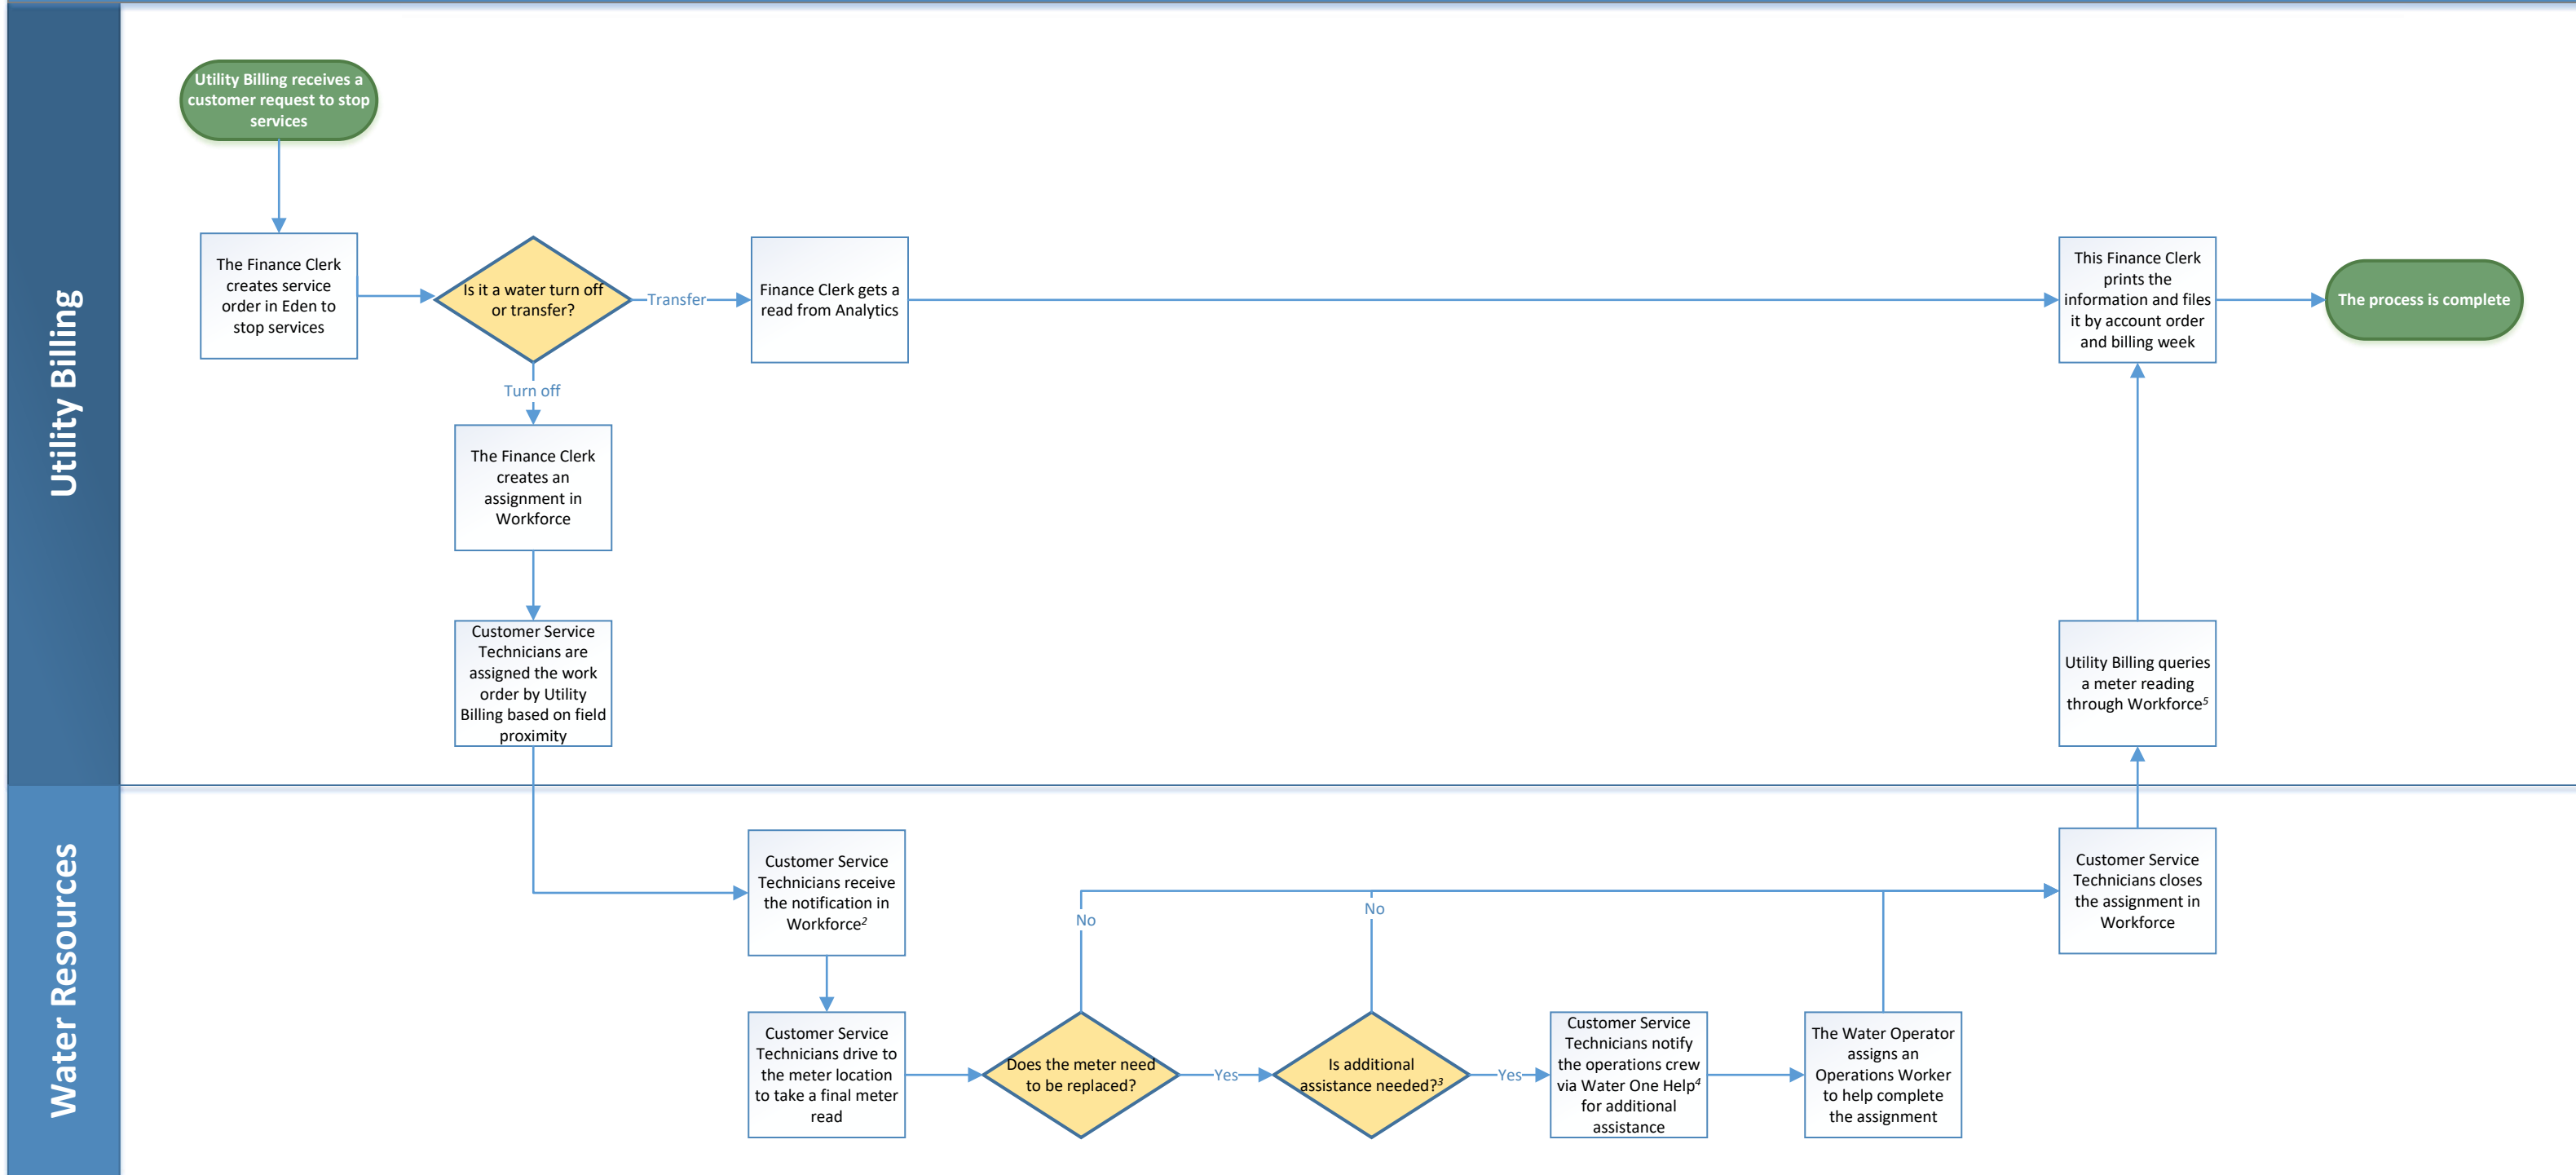 Utility Billing
Utility Billing receives a
customer request to stop
services
The Finance Clerk
creates service
order in Eden to
stop services
Is it a water turn off
or transfer?
Transfer
Finance Clerk gets a
read from Analytics
This Finance Clerk
prints the
information and files
it by account order
and billing week
The process is complete
Turn off
The Finance Clerk
creates an
assignment in
Workforce
Customer Service
Technicians are
assigned the work
order by Utility
Billing based on field
proximity
Utility Billing queries
a meter reading
through Workforce⁵
Water Resources
Customer Service
Technicians receive
the notification in
Workforce²
Customer Service
Technicians drive to
the meter location
to take a final meter
read
Does the meter need
to be replaced?
No
Yes
Is additional
assistance needed?³
No
Yes
Customer Service
Technicians notify
the operations crew
via Water One Help⁴
for additional
assistance
The Water Operator
assigns an
Operations Worker
to help complete
the assignment
Customer Service
Technicians closes
the assignment in
Workforce